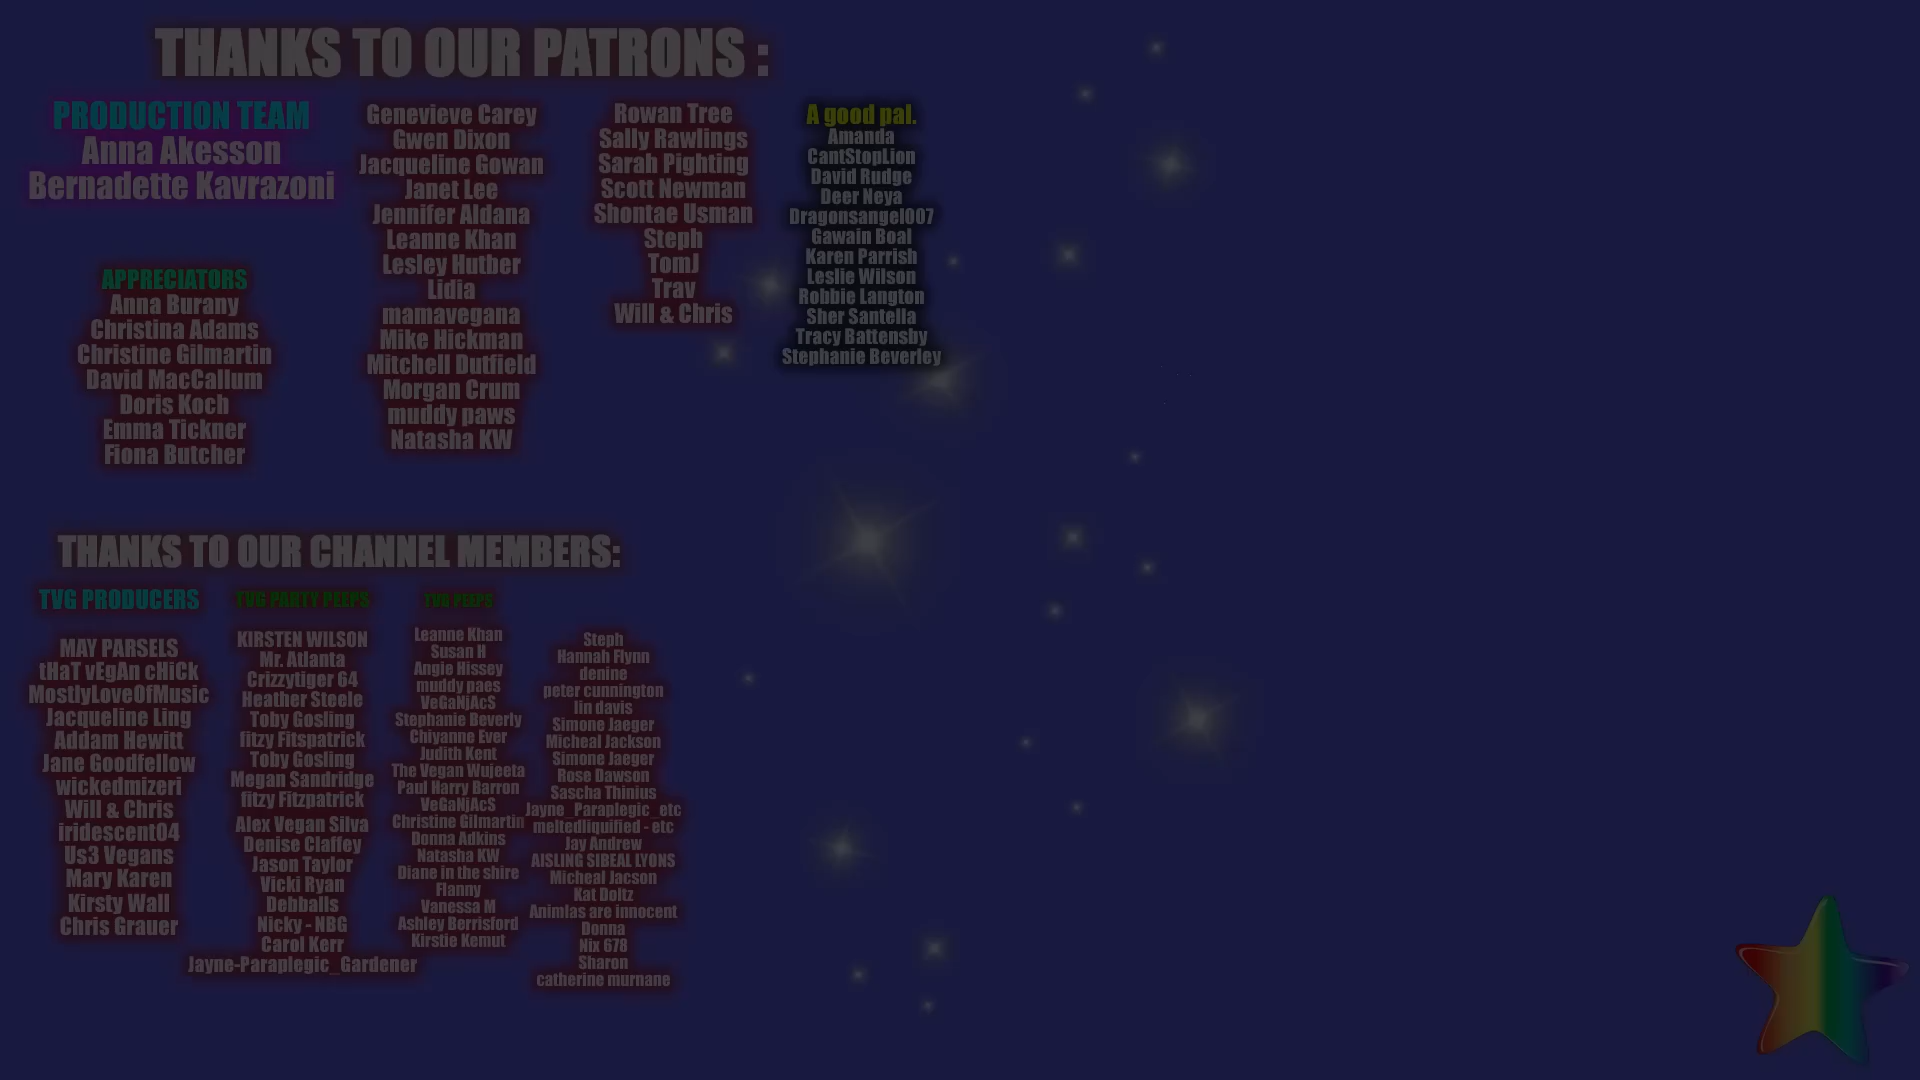 THANKS TO OUR PATRONS :
PRODUCTION TEAM
Anna Akesson
Bernadette Kavrazoni
APPRECIATORS
Anna Burany
Christina Adams
Christine Gilmartin
David MacCallum
Doris Koch
Emma Tickner
Fiona Butcher
Genevieve Carey
Gwen Dixon
Jacqueline Gowan
Janet Lee
Jennifer Aldana
Leanne Khan
Lesley Hutber
Lidia
mamavegana
Mike Hickman
Mitchell Dutfield
Morgan Crum
muddy paws
Natasha KW
Rowan Tree
Sally Rawlings
Sarah Pighting
Scott Newman
Shontae Usman
Steph
TomJ
Trav
Will & Chris
A good pal.
Amanda
CantStopLion
David Rudge
Deer Neya
Dragonsangel007
Gawain Boal
Karen Parrish
Leslie Wilson
Robbie Langton
Sher Santella
Tracy Battensby
Stephanie Beverley
THANKS TO OUR CHANNEL MEMBERS:
TVG PRODUCERS
MAY PARSELS
tHaT vEgAn cHiCk
MostlyLoveOfMusic
Jacqueline Ling
Addam Hewitt
Jane Goodfellow
wickedmizeri
Will & Chris
iridescent04
Us3 Vegans
Mary Karen
Kirsty Wall
Chris Grauer
TVG PARTY PEEPS
KIRSTEN WILSON
Mr. Atlanta
Crizzytiger 64
Heather Steele
Toby Gosling
fitzy Fitspatrick
Toby Gosling
Megan Sandridge
fitzy Fitzpatrick
Alex Vegan Silva
Denise Claffey
Jason Taylor
Vicki Ryan
Debballs
Nicky - NBG
Carol Kerr
Jayne-Paraplegic_Gardener
TVG PEEPS
Leanne Khan
Susan H
Angie Hissey
muddy paes
VeGaNjAcS
Stephanie Beverly
Chiyanne Ever
Judith Kent
The Vegan Wujeeta
Paul Harry Barron
VeGaNjAcS
Christine Gilmartin
Donna Adkins
Natasha KW
Diane in the shire
Flanny
Vanessa M
Ashley Berrisford
Kirstie Kemut
Steph
Hannah Flynn
denine
peter cunnington
lin davis
Simone Jaeger
Micheal Jackson
Simone Jaeger
Rose Dawson
Sascha Thinius
Jayne_Paraplegic_etc
meltedliquified - etc
Jay Andrew
AISLING SIBEAL LYONS
Micheal Jacson
Kat Doltz
Animlas are innocent
Donna
Nix 678
Sharon
catherine murnane